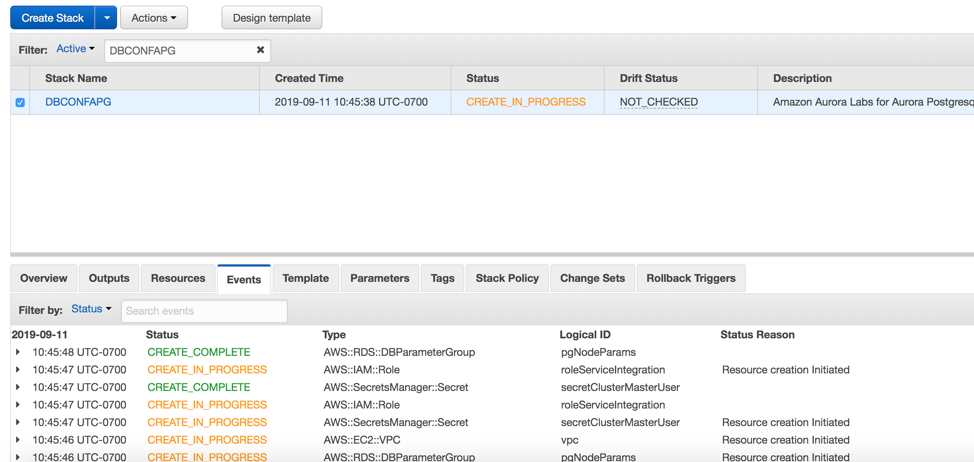 Create Stack Actions Design template
Filter: Active DBCONFAPG
Stack Name Created Time Status Drift Status Description
DBCONFAPG 2019-09-11 10:45:38 UTC-0700 CREATE_IN_PROGRESS NOT_CHECKED Amazon Aurora Labs for Aurora Postgresq
Overview Outputs Resources Events Template Parameters Tags Stack Policy Change Sets Rollback Triggers
Filter by: Status Search events
2019-09-11 Status Type Logical ID Status Reason
10:45:48 UTC-0700 CREATE_COMPLETE AWS::RDS::DBParameterGroup pgNodeParams
10:45:47 UTC-0700 CREATE_IN_PROGRESS AWS::IAM::Role roleServiceIntegration Resource creation Initiated
10:45:47 UTC-0700 CREATE_COMPLETE AWS::SecretsManager::Secret secretClusterMasterUser
10:45:47 UTC-0700 CREATE_IN_PROGRESS AWS::IAM::Role roleServiceIntegration
10:45:47 UTC-0700 CREATE_IN_PROGRESS AWS::SecretsManager::Secret secretClusterMasterUser Resource creation Initiated
10:45:46 UTC-0700 CREATE_IN_PROGRESS AWS::EC2::VPC vpc Resource creation Initiated
10:45:46 UTC-0700 CREATE_IN_PROGRESS AWS::RDS::DBParameterGroup pgNodeParams Resource creation Initiated